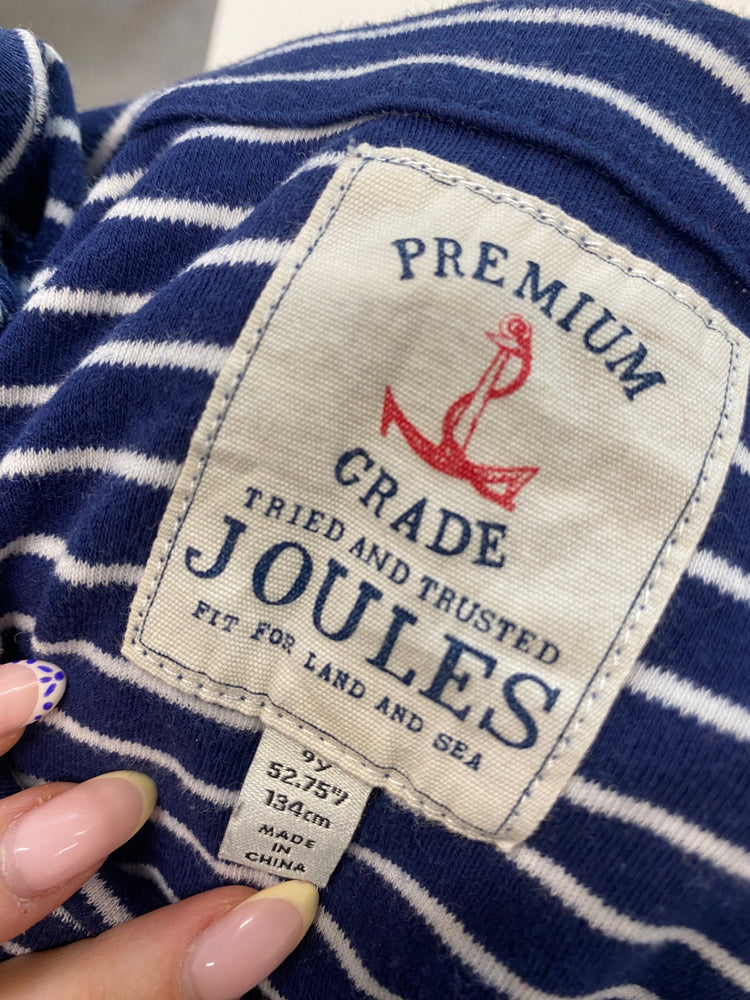 PREMIUM
GRADE
TRIED AND TRUSTED
JOULES
FIT FOR LAND AND SEA
9Y
52.75"/
134cm
MADE
IN
CHINA